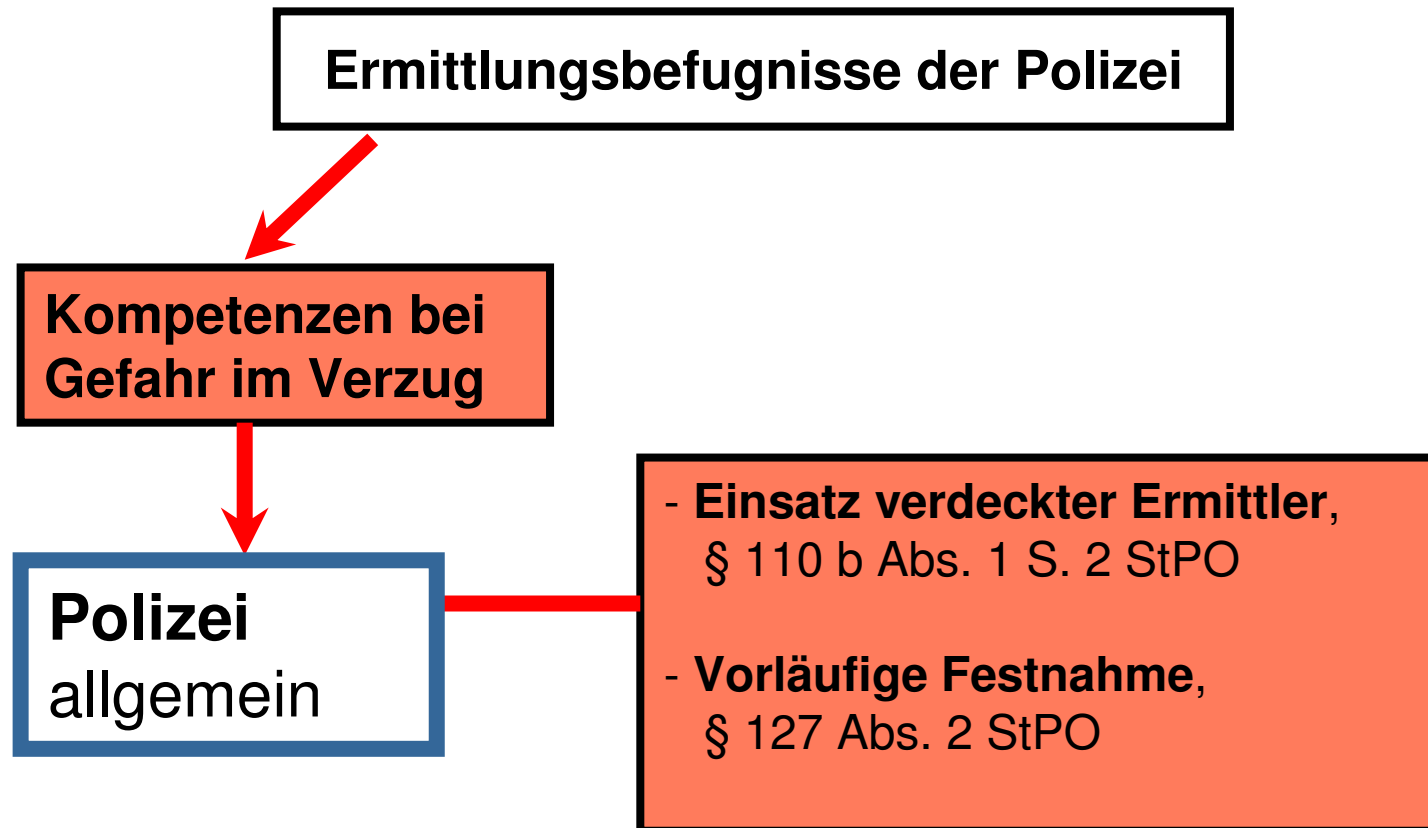 Ermittlungsbefugnisse der Polizei
Kompetenzen bei
Gefahr im Verzug
Polizei
allgemein
- Einsatz verdeckter Ermittler,
§ 110 b Abs. 1 S. 2 StPO
- Vorläufige Festnahme,
§ 127 Abs. 2 StPO